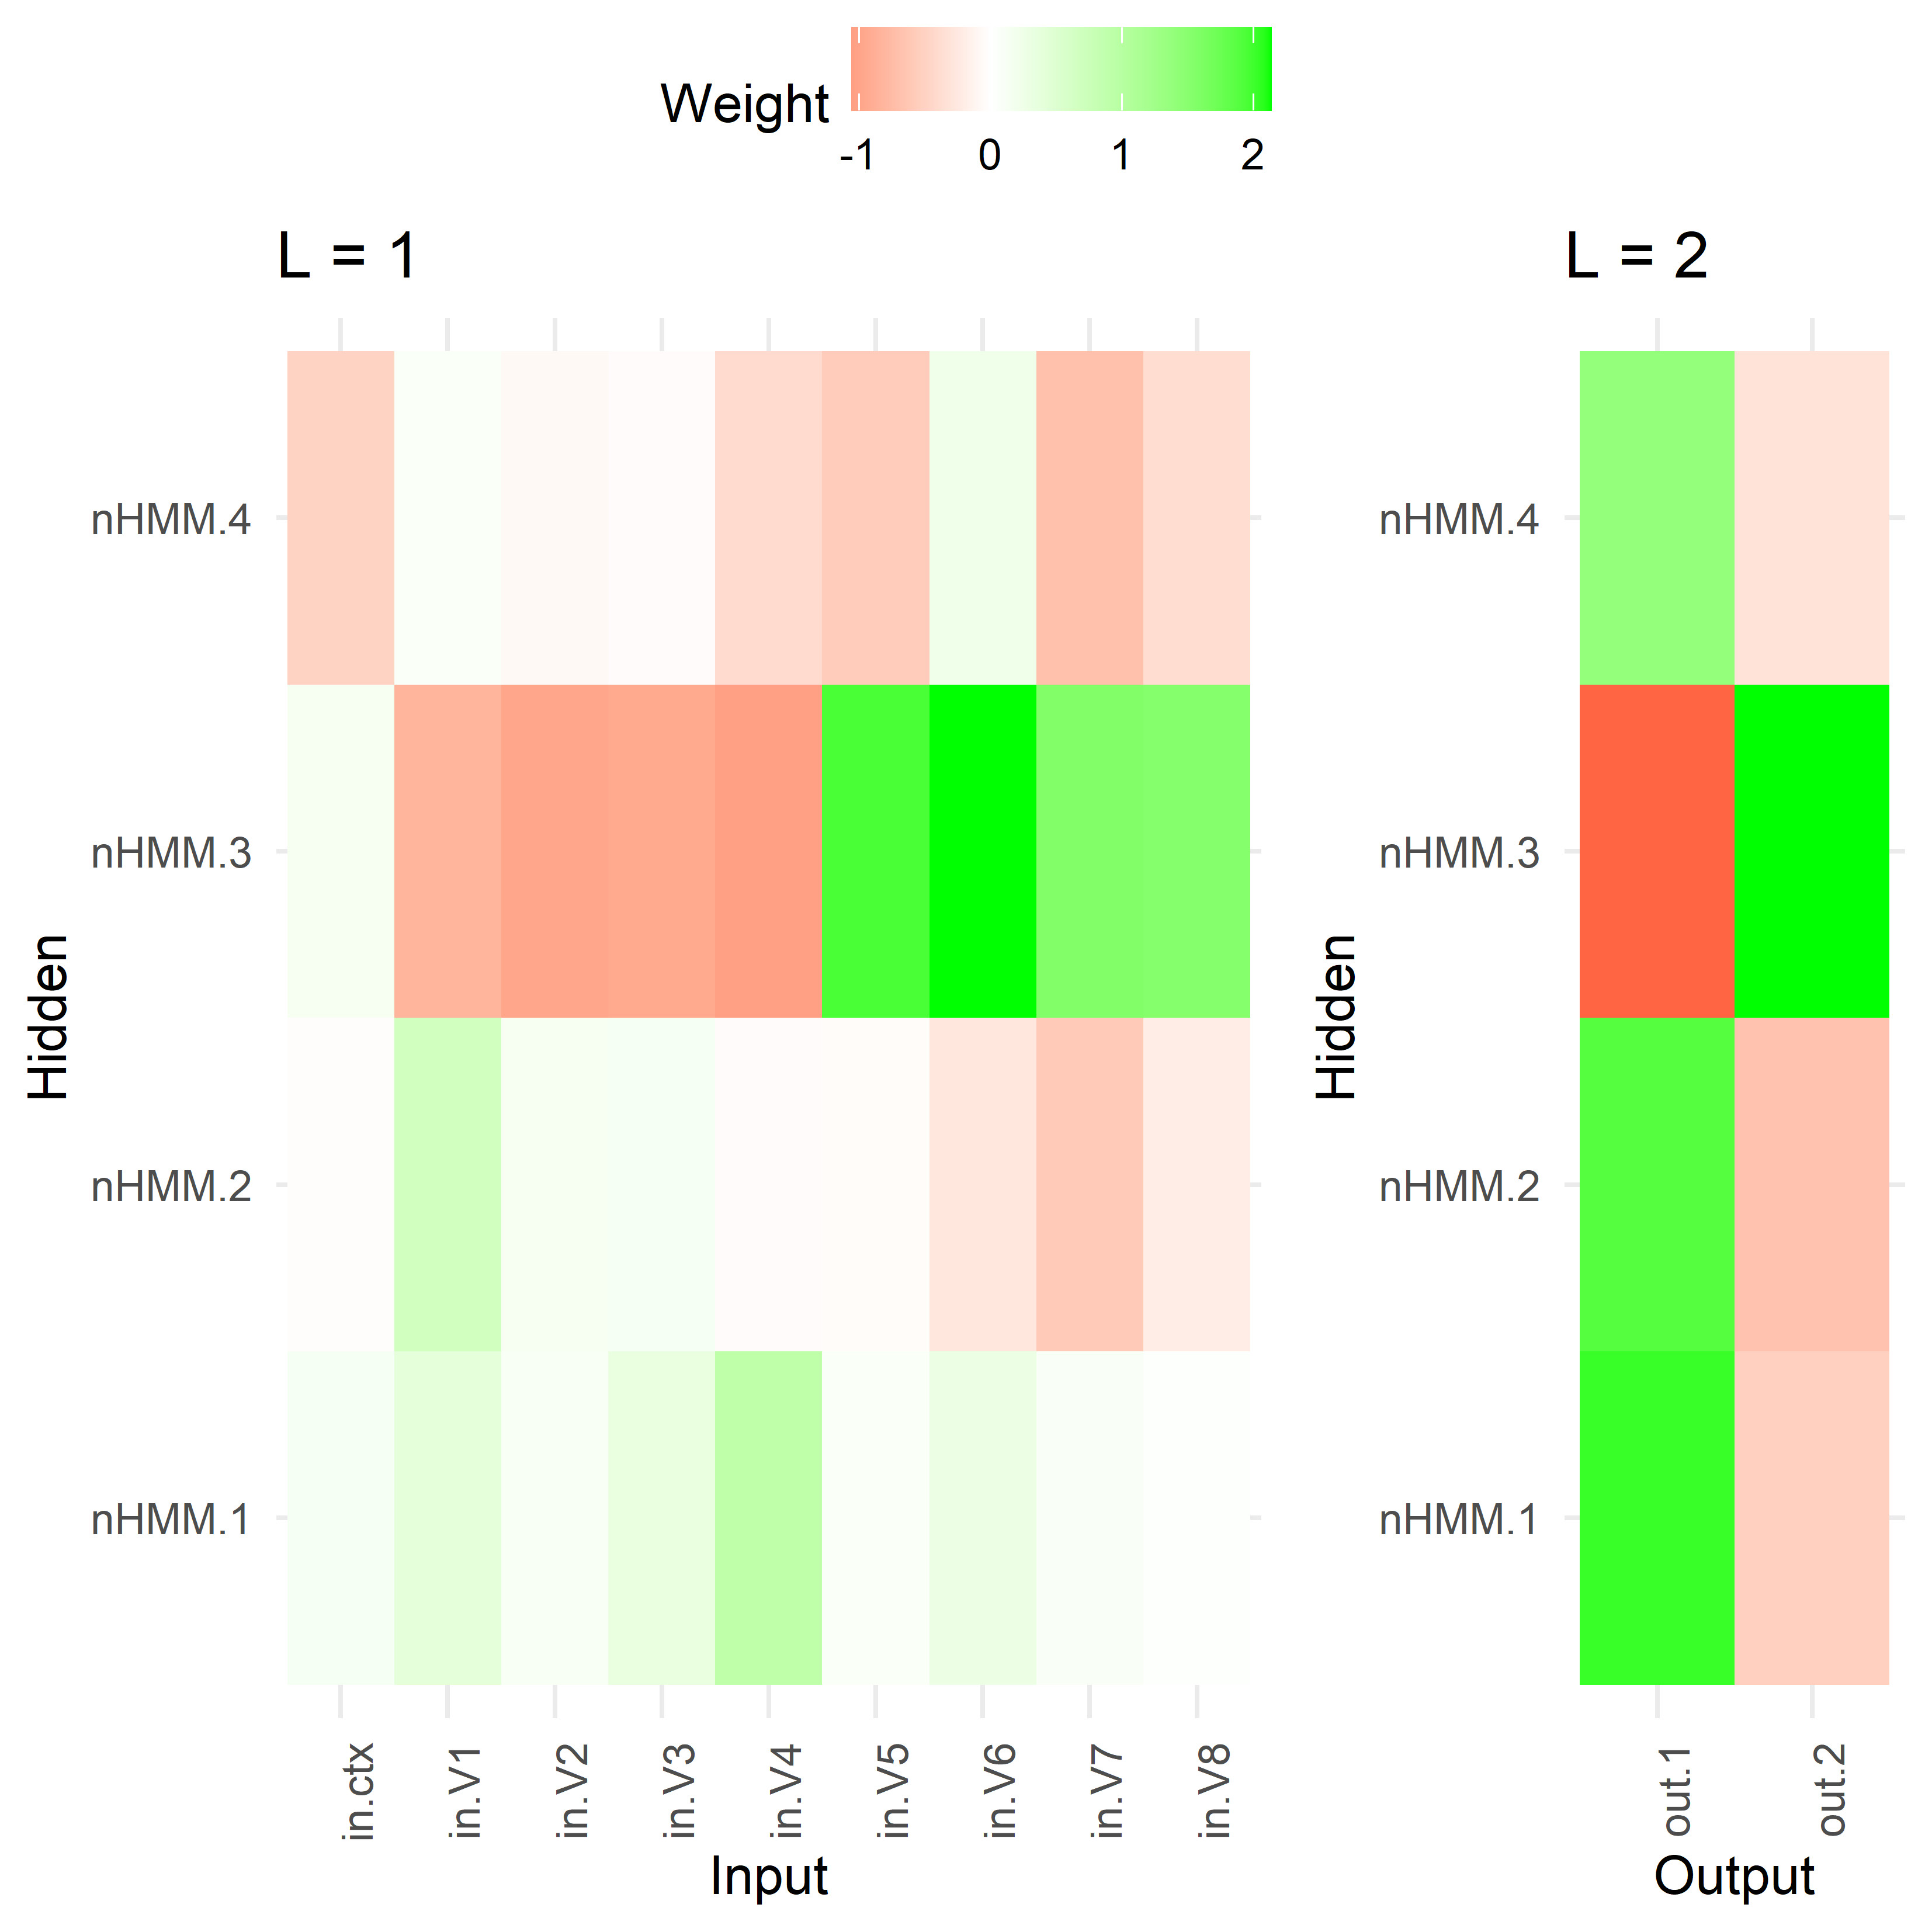 Weight
-1 0 1 2
L = 1
L = 2
Hidden
nHMM.4
nHMM.3
nHMM.2
nHMM.1
in.ctx in.V1 in.V2 in.V3 in.V4 in.V5 in.V6 in.V7 in.V8
Input
Hidden
nHMM.4
nHMM.3
nHMM.2
nHMM.1
out.1 out.2
Output